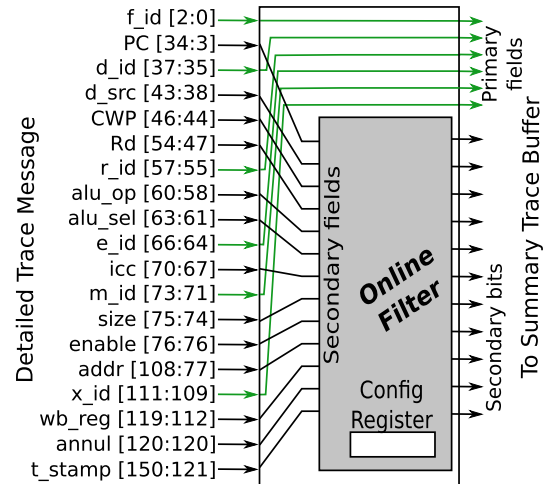 Detailed Trace Message
f_id [2:0]
PC [34:3]
d_id [37:35]
d_src [43:38]
CWP [46:44]
Rd [54:47]
r_id [57:55]
alu_op [60:58]
alu_sel [63:61]
e_id [66:64]
icc [70:67]
m_id [73:71]
size [75:74]
enable [76:76]
addr [108:77]
x_id [111:109]
wb_reg [119:112]
annul [120:120]
t_stamp [150:121]
Secondary fields
Online
Filter
Config
Register
Primary
fields
Secondary bits
To Summary Trace Buffer